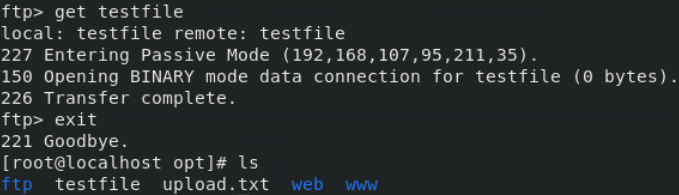 ftp> get testfile
local: testfile remote: testfile
227 Entering Passive Mode (192,168,107,95,211,35).
150 Opening BINARY mode data connection for testfile (0 bytes).
226 Transfer complete.
ftp> exit
221 Goodbye.
[root@localhost opt]# ls
ftp  testfile  upload.txt  web  www